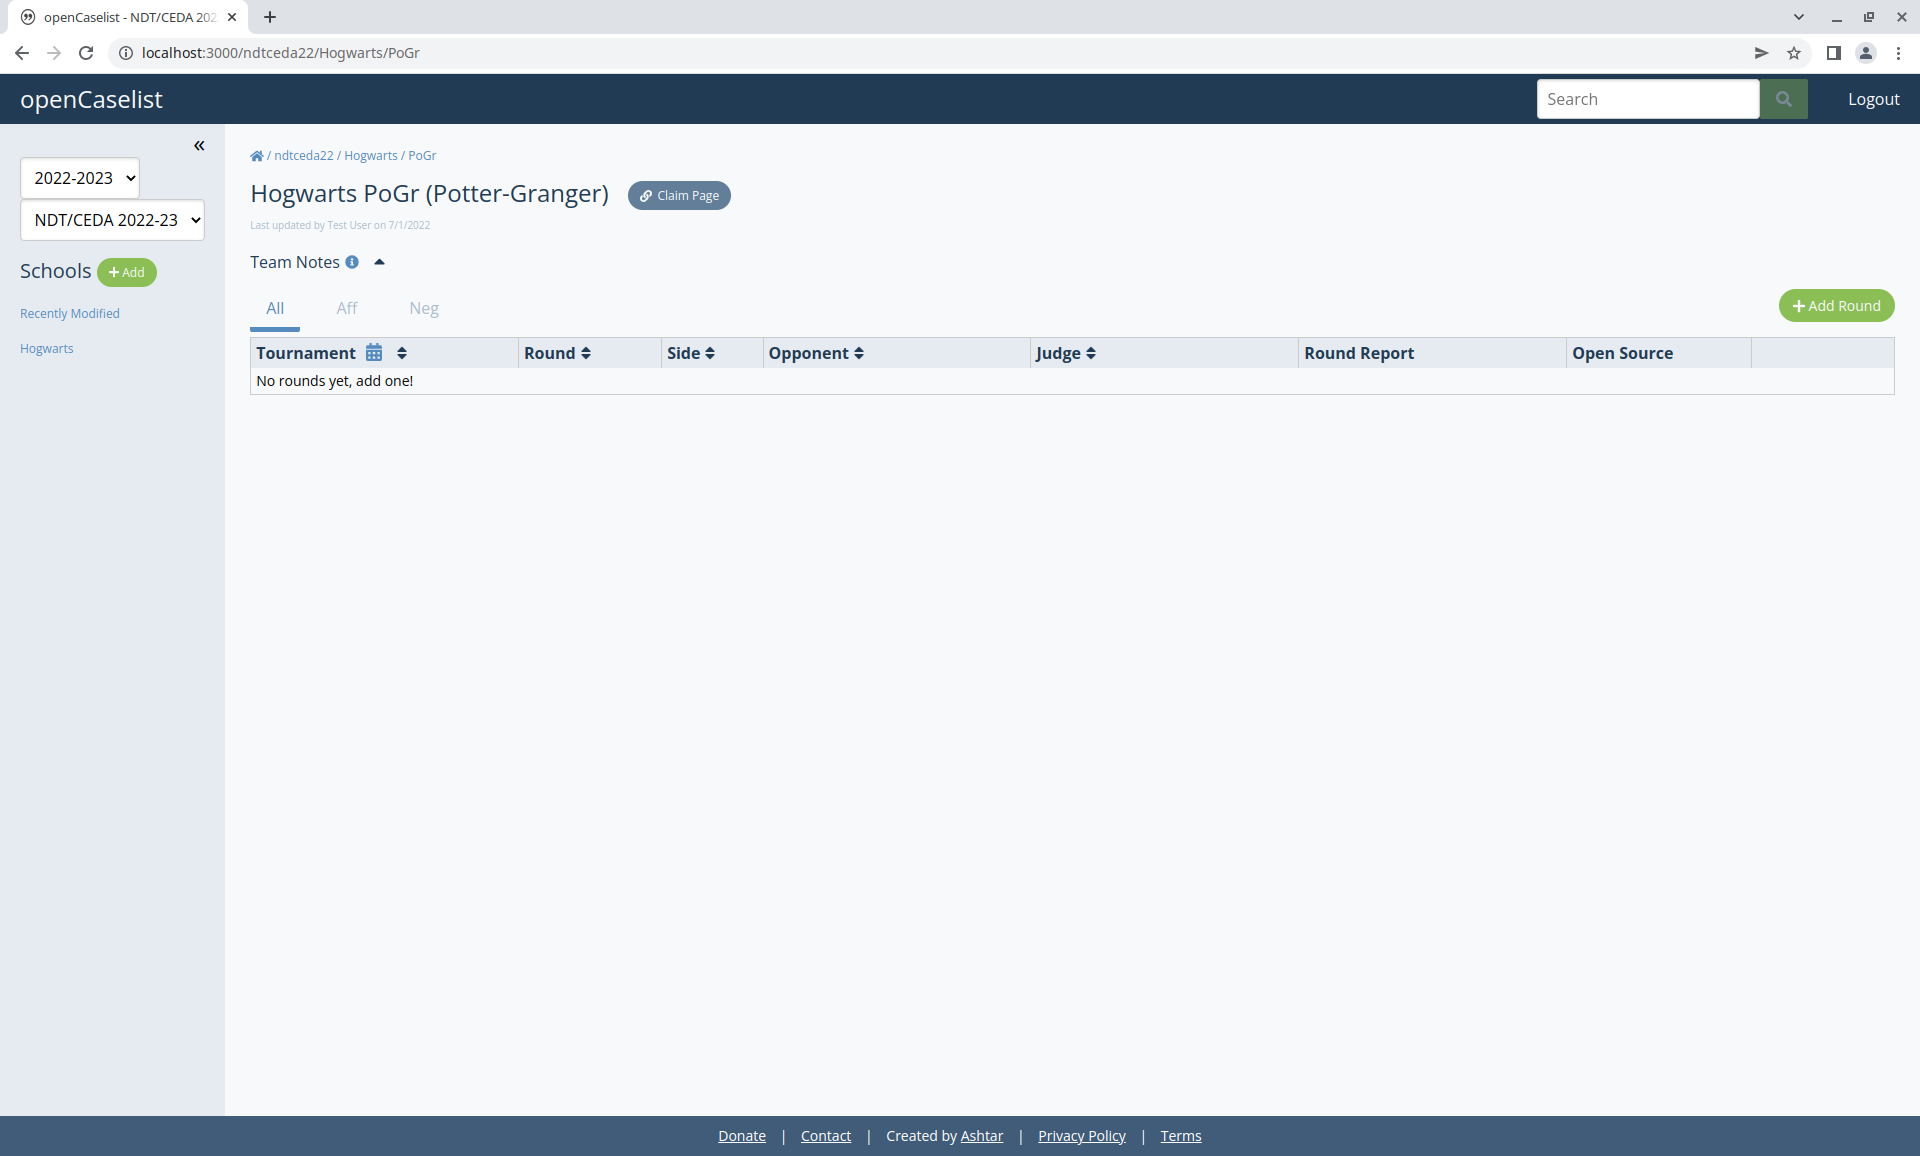 openCaselist - NDT/CEDA 202
localhost:3000/ndtceda22/Hogwarts/PoGr
openCaselist
Search
Logout
«
2022-2023
NDT/CEDA 2022-23
Schools
Add
Recently Modified
Hogwarts
/ ndtceda22 / Hogwarts / PoGr
Hogwarts PoGr (Potter-Granger)
Claim Page
Last updated by Test User on 7/1/2022
Team Notes
All Aff Neg
Add Round
Tournament Round Side Opponent Judge Round Report Open Source
No rounds yet, add one!
Donate | Contact | Created by Ashtar | Privacy Policy | Terms